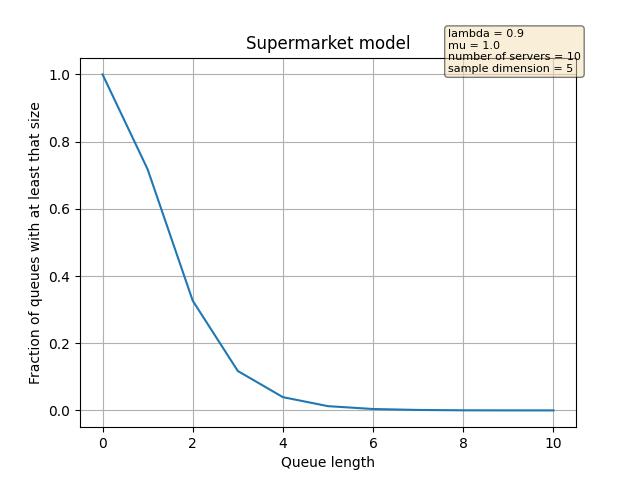 Supermarket model
lambda = 0.9
mu = 1.0
number of servers = 10
sample dimension = 5
Fraction of queues with at least that size
1.0
0.8
0.6
0.4
0.2
0.0
0 2 4 6 8 10
Queue length